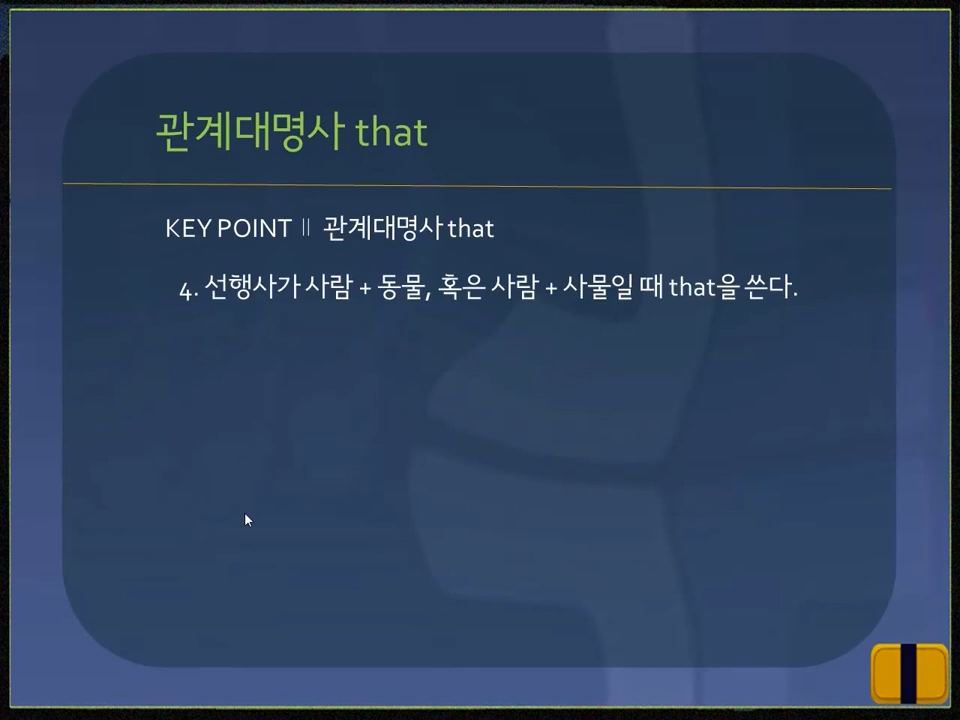 관계대명사 that
KEY POINT Ⅱ 관계대명사 that
4. 선행사가 사람 + 동물, 혹은 사람 + 사물일 때 that을 쓴다.